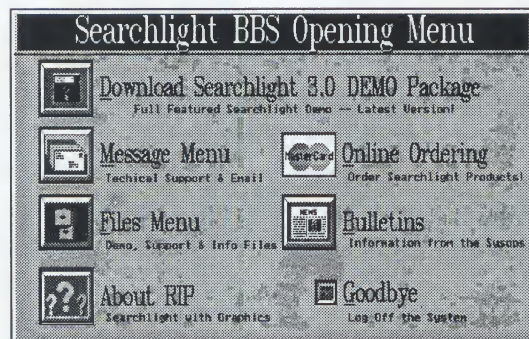 Searchlight BBS Opening Menu
Download Searchlight 3.0 DEMO Package
Full Featured Searchlight Demo -- Latest Version!
Message Menu
Techical Support & Email
MasterCard
Online Ordering
Order Searchlight Products!
Files Menu
Demo, Support & Info Files
NEWS
Bulletins
Information from the Sysops
???
About RIP
Searchlight with Graphics
Goodbye
Log Off the System